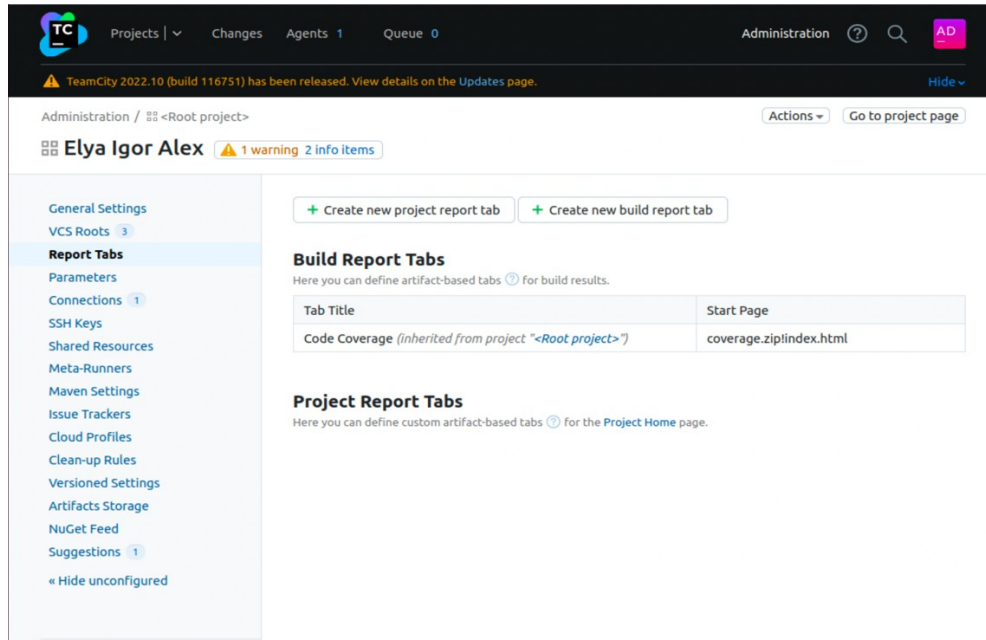 TC
Projects | Changes Agents 1 Queue 0 Administration ? AD
TeamCity 2022.10 (build 116751) has been released. View details on the Updates page. Hide
Administration / <Root project> Actions Go to project page
Elya Igor Alex 1 warning 2 info items
General Settings
VCS Roots 3
Report Tabs
Parameters
Connections 1
SSH Keys
Shared Resources
Meta-Runners
Maven Settings
Issue Trackers
Cloud Profiles
Clean-up Rules
Versioned Settings
Artifacts Storage
NuGet Feed
Suggestions 1
« Hide unconfigured
+ Create new project report tab + Create new build report tab
Build Report Tabs
Here you can define artifact-based tabs ? for build results.
Tab Title Start Page
Code Coverage (inherited from project "<Root project>") coverage.zip!index.html
Project Report Tabs
Here you can define custom artifact-based tabs ? for the Project Home page.